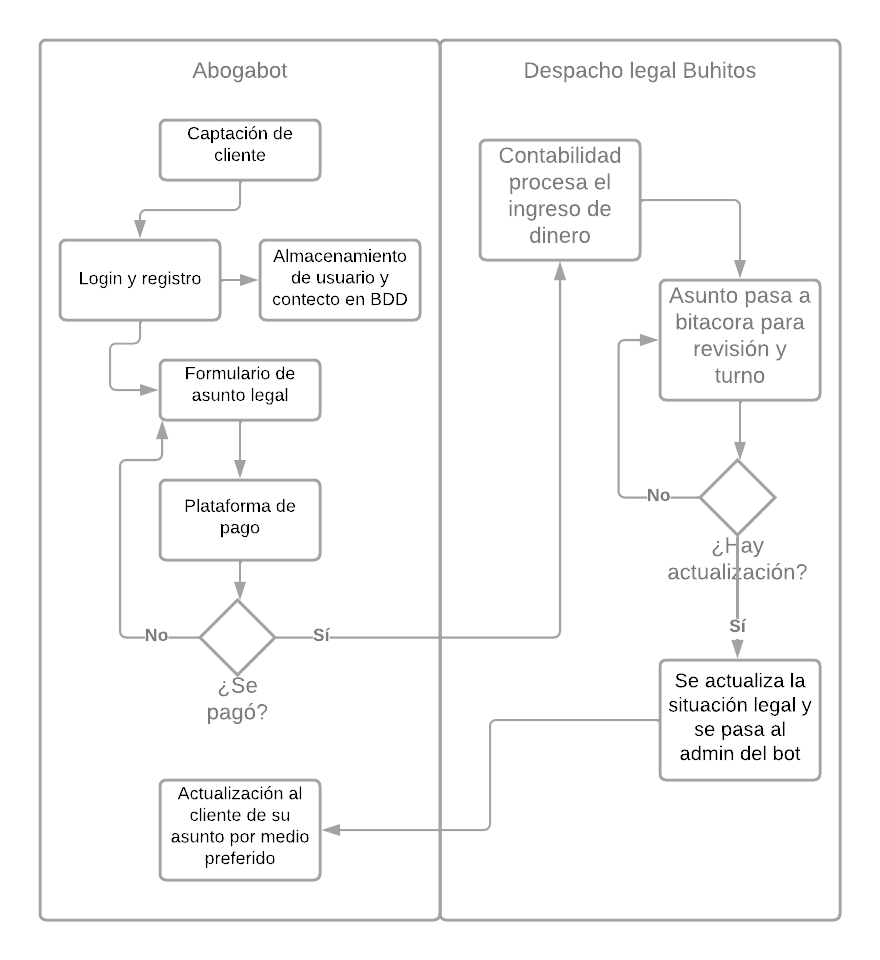 Abogabot
Captación de
cliente
Login y registro
Almacenamiento
de usuario y
contecto en BDD
Formulario de
asunto legal
Plataforma de
pago
No
Sí
¿Se
pagó?
Actualización al
cliente de su
asunto por medio
preferido
Despacho legal Buhitos
Contabilidad
procesa el
ingreso de
dinero
Asunto pasa a
bitacora para
revisión y
turno
No
¿Hay
actualización?
Sí
Se actualiza la
situación legal y
se pasa al
admin del bot